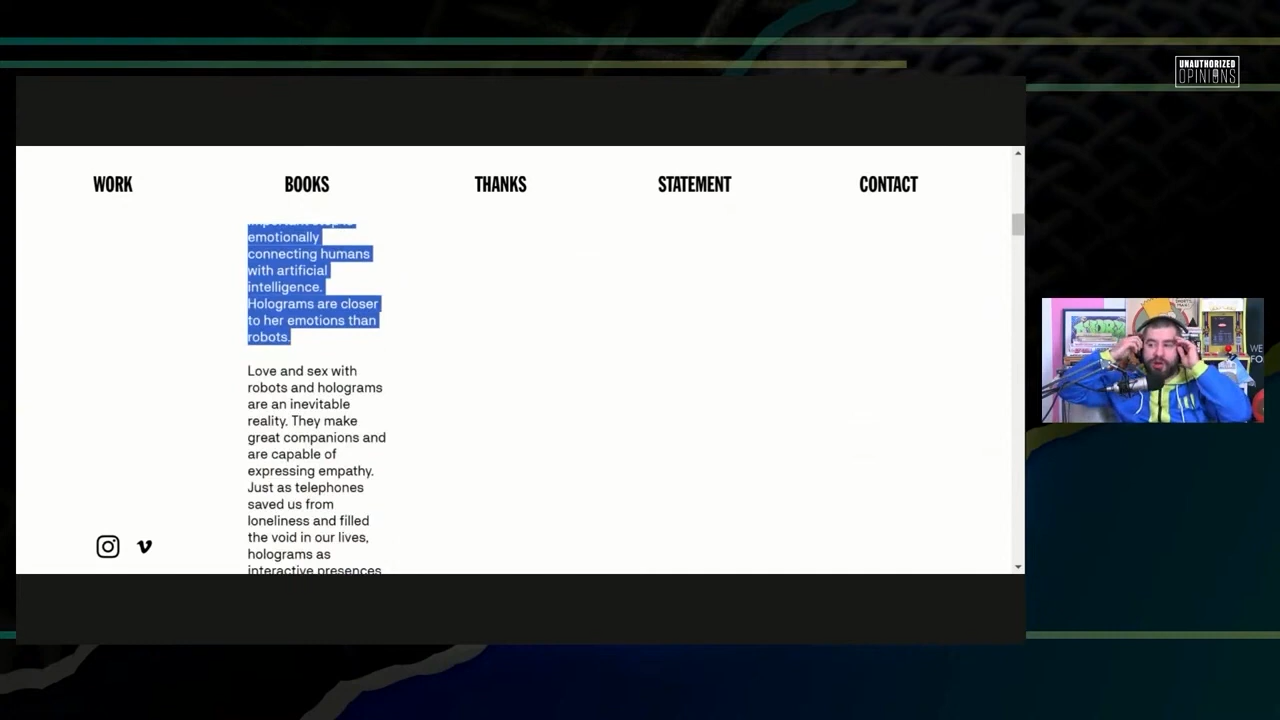 UNAUTHORIZED
OPINIONS
WORK
BOOKS
THANKS
STATEMENT
CONTACT
emotionally
connecting humans
with artificial
intelligence.
Holograms are closer
to her emotions than
robots.
Love and sex with
robots and holograms
are an inevitable
reality. They make
great companions and
are capable of
expressing empathy.
Just as telephones
saved us from
loneliness and filled
the void in our lives,
holograms as
interactive presences
WE
FO